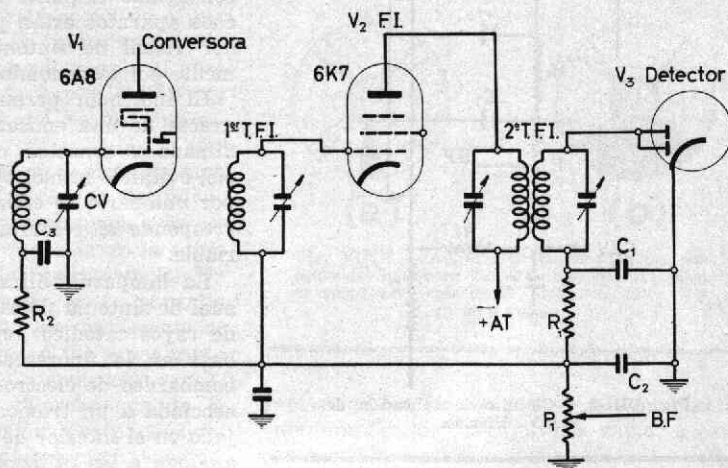 V₁ Conversora
6A8
V₂ F.I.
6K7
V₃ Detector
1ᵉʳ T.F.I.
2º T.F.I.
CV
C₃
R₂
+AT
C₁
R₁
C₂
P₁
B.F